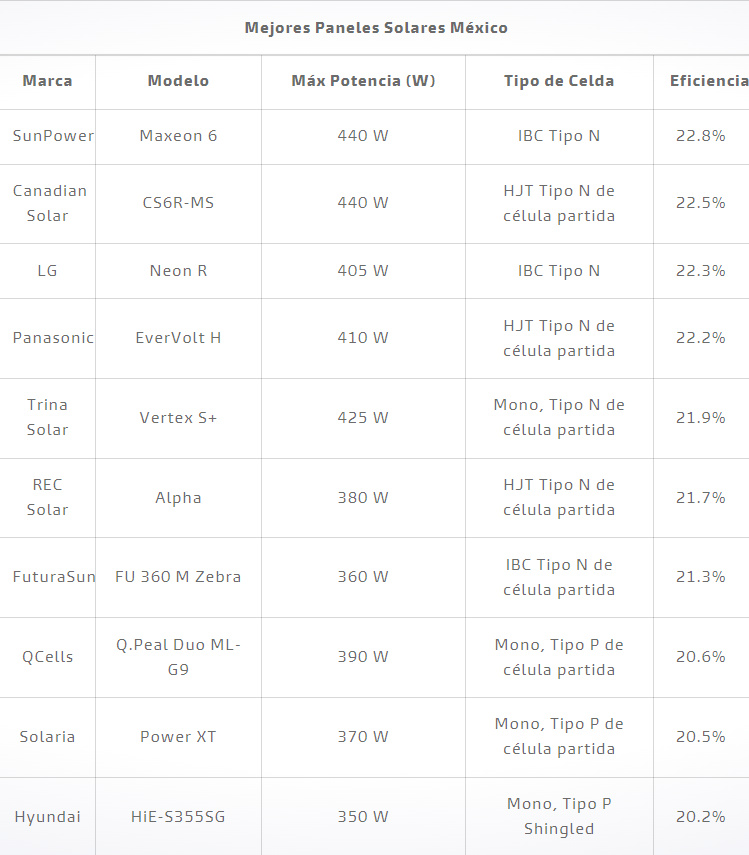 Mejores Paneles Solares México
Marca Modelo Máx Potencia (W) Tipo de Celda Eficiencia
SunPower Maxeon 6 440 W IBC Tipo N 22.8%
Canadian Solar CS6R-MS 440 W HJT Tipo N de célula partida 22.5%
LG Neon R 405 W IBC Tipo N 22.3%
Panasonic EverVolt H 410 W HJT Tipo N de célula partida 22.2%
Trina Solar Vertex S+ 425 W Mono, Tipo N de célula partida 21.9%
REC Solar Alpha 380 W HJT Tipo N de célula partida 21.7%
FuturaSun FU 360 M Zebra 360 W IBC Tipo N de célula partida 21.3%
QCells Q.Peal Duo ML-G9 390 W Mono, Tipo P de célula partida 20.6%
Solaria Power XT 370 W Mono, Tipo P de célula partida 20.5%
Hyundai HiE-S355SG 350 W Mono, Tipo P Shingled 20.2%